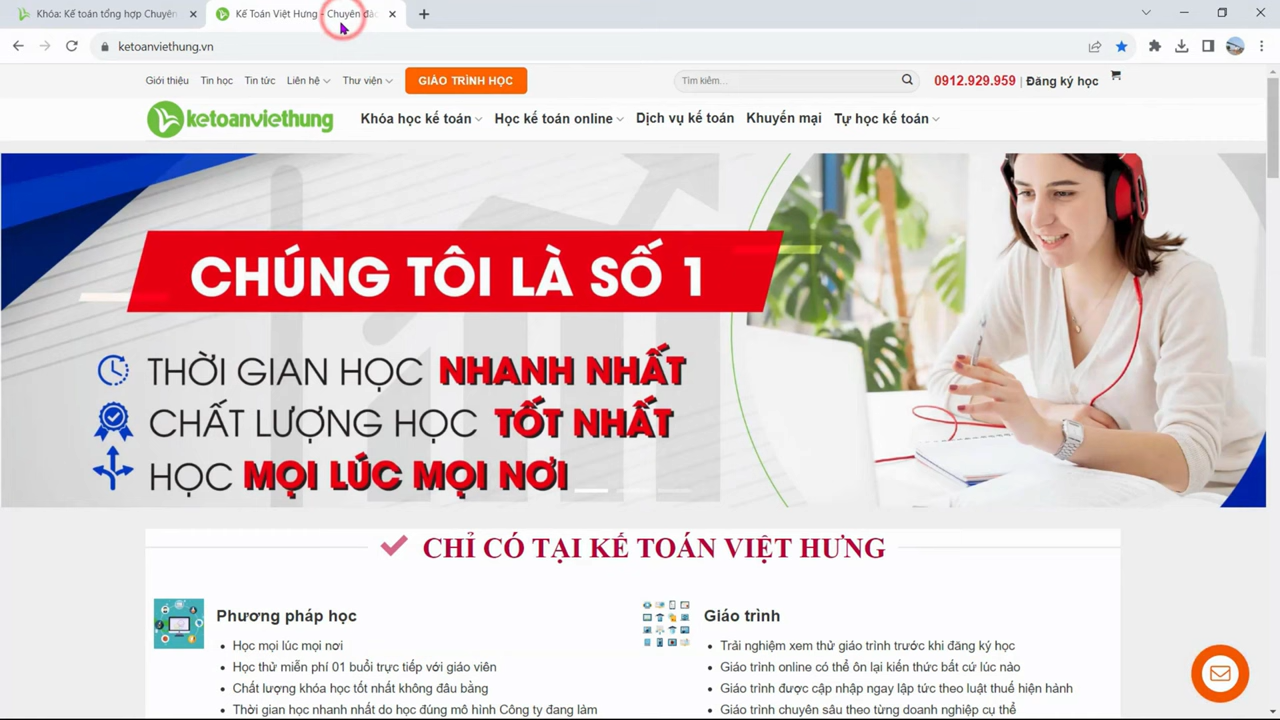 Khóa: Kế toán tổng hợp Chuyên
Kế Toán Việt Hưng - Chuyên đào
ketoanviethung.vn
Giới thiệu
Tin học
Tin tức
Liên hệ
Thư viện
GIÁO TRÌNH HỌC
Tìm kiếm...
0912.929.959 | Đăng ký học
ketoanviethung
Khóa học kế toán
Học kế toán online
Dịch vụ kế toán
Khuyến mại
Tự học kế toán
CHÚNG TÔI LÀ SỐ 1
THỜI GIAN HỌC NHANH NHẤT
CHẤT LƯỢNG HỌC TỐT NHẤT
HỌC MỌI LÚC MỌI NƠI
CHỈ CÓ TẠI KẾ TOÁN VIỆT HƯNG
Phương pháp học
Học mọi lúc mọi nơi
Học thử miễn phí 01 buổi trực tiếp với giáo viên
Chất lượng khóa học tốt nhất không đâu bằng
Thời gian học nhanh nhất do học đúng mô hình Công ty đang làm
Giáo trình
Trải nghiệm xem thử giáo trình trước khi đăng ký học
Giáo trình online có thể ôn lại kiến thức bất cứ lúc nào
Giáo trình được cập nhập ngay lập tức theo luật thuế hiện hành
Giáo trình chuyên sâu theo từng doanh nghiệp cụ thể